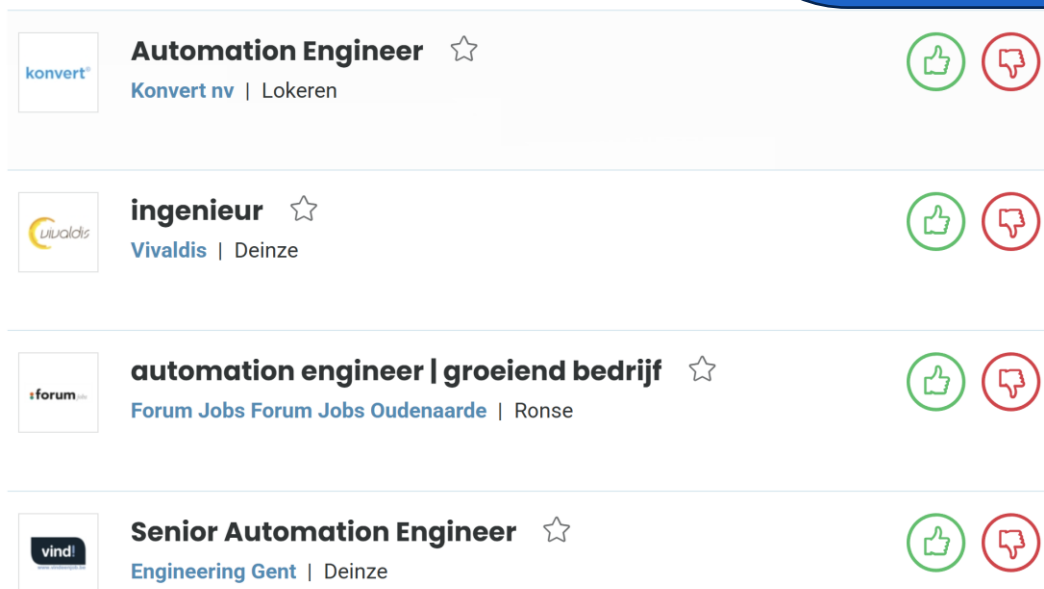 konvert®
Automation Engineer
Konvert nv | Lokeren
vivaldis
ingenieur
Vivaldis | Deinze
:forum jobs
automation engineer | groeiend bedrijf
Forum Jobs Forum Jobs Oudenaarde | Ronse
vind!
Senior Automation Engineer
Engineering Gent | Deinze